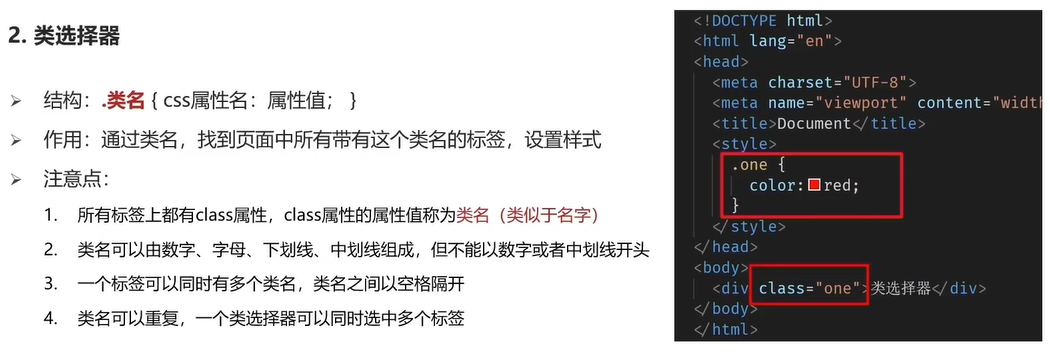 2. 类选择器
➢ 结构：.类名 { css属性名：属性值； }
➢ 作用：通过类名，找到页面中所有带有这个类名的标签，设置样式
➢ 注意点：
1. 所有标签上都有class属性，class属性的属性值称为类名（类似于名字）
2. 类名可以由数字、字母、下划线、中划线组成，但不能以数字或者中划线开头
3. 一个标签可以同时有多个类名，类名之间以空格隔开
4. 类名可以重复，一个类选择器可以同时选中多个标签
<!DOCTYPE html>
<html lang="en">
<head>
<meta charset="UTF-8">
<meta name="viewport" content="width
<title>Document</title>
<style>
.one {
color: red;
}
</style>
</head>
<body>
<div class="one">类选择器</div>
</body>
</html>